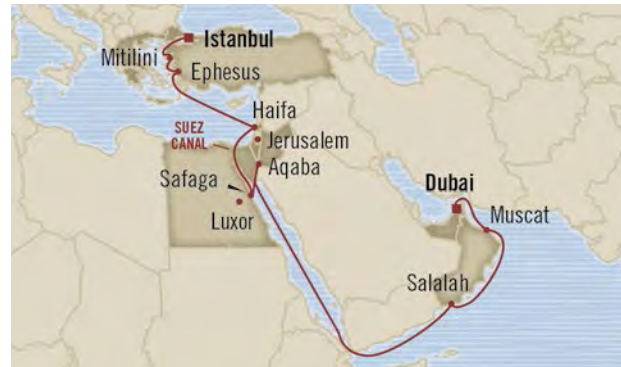 Istanbul
Mitilini
Ephesus
Haifa
SUEZ
CANAL
Jerusalem
Aqaba
Safaga
Luxor
Dubai
Muscat
Salalah